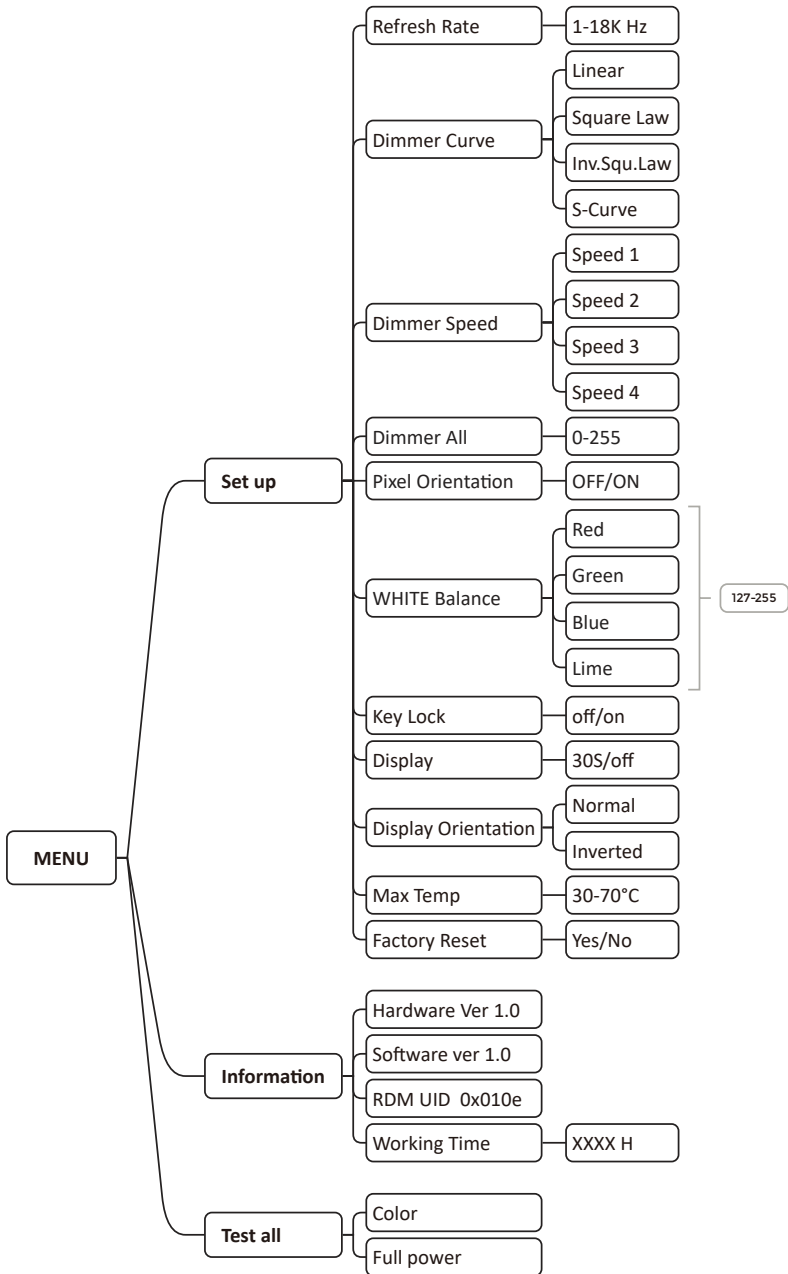 Refresh Rate
1-18K Hz
Linear
Square Law
Dimmer Curve
Inv.Squ.Law
S-Curve
Speed 1
Speed 2
Dimmer Speed
Speed 3
Speed 4
Dimmer All
0-255
Set up
Pixel Orientation
OFF/ON
Red
Green
WHITE Balance
127-255
Blue
Lime
Key Lock
off/on
Display
30S/off
Normal
Display Orientation
Inverted
MENU
Max Temp
30-70°C
Factory Reset
Yes/No
Hardware Ver 1.0
Software ver 1.0
Information
RDM UID  0x010e
Working Time
XXXX H
Color
Test all
Full power